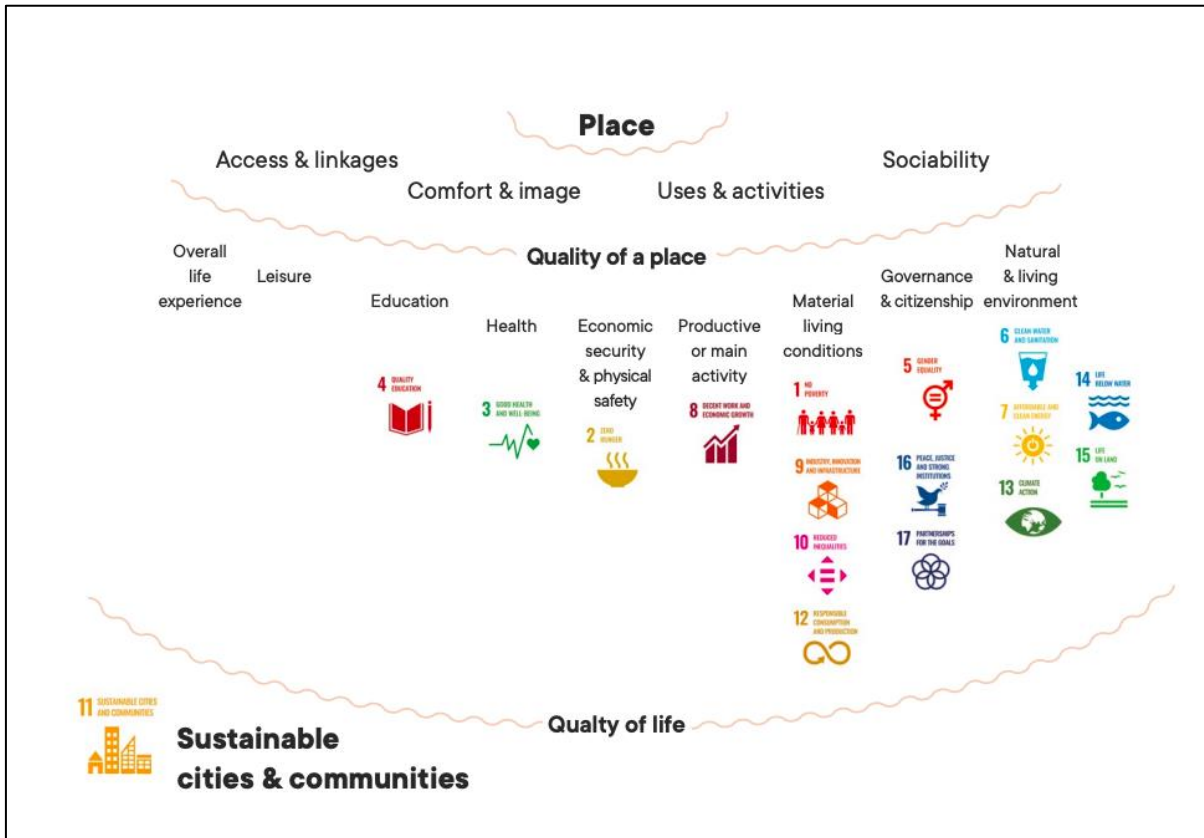 Place
Access & linkages
Sociability
Comfort & image
Uses & activities
Quality of a place
Overall
life
experience
Leisure
Education
Health
Economic
security
& physical
safety
Productive
or main
activity
Material
living
conditions
Governance
& citizenship
Natural
& living
environment
4 QUALITY
EDUCATION
3 GOOD HEALTH
AND WELL BEING
2 ZERO
HUNGER
8 DECENT WORK AND
ECONOMIC GROWTH
1 NO
POVERTY
9 INDUSTRY, INNOVATION
AND INFRASTRUCTURE
10 REDUCED
INEQUALITIES
12 RESPONSIBLE
CONSUMPTION
AND PRODUCTION
5 GENDER
EQUALITY
16 PEACE, JUSTICE
AND STRONG
INSTITUTIONS
17 PARTNERSHIPS
FOR THE GOALS
6 CLEAN WATER
AND SANITATION
7 AFFORDABLE AND
CLEAN ENERGY
13 CLIMATE
ACTION
14 LIFE
BELOW WATER
15 LIFE
ON LAND
Qualty of life
11 SUSTAINABLE CITIES
AND COMMUNITIES
Sustainable
cities & communities